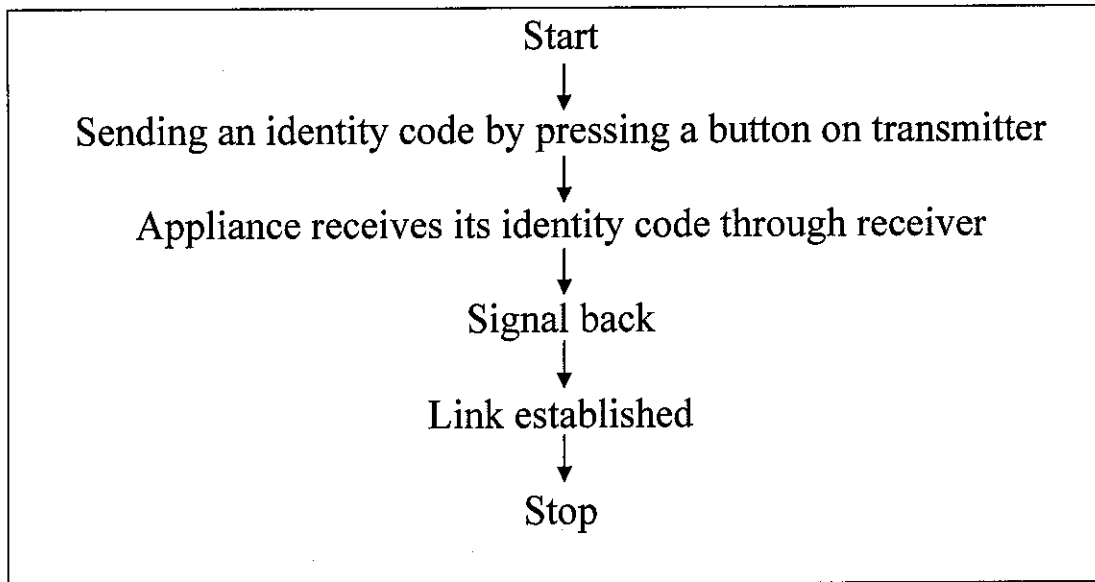 Start
Sending an identity code by pressing a button on transmitter
Appliance receives its identity code through receiver
Signal back
Link established
Stop